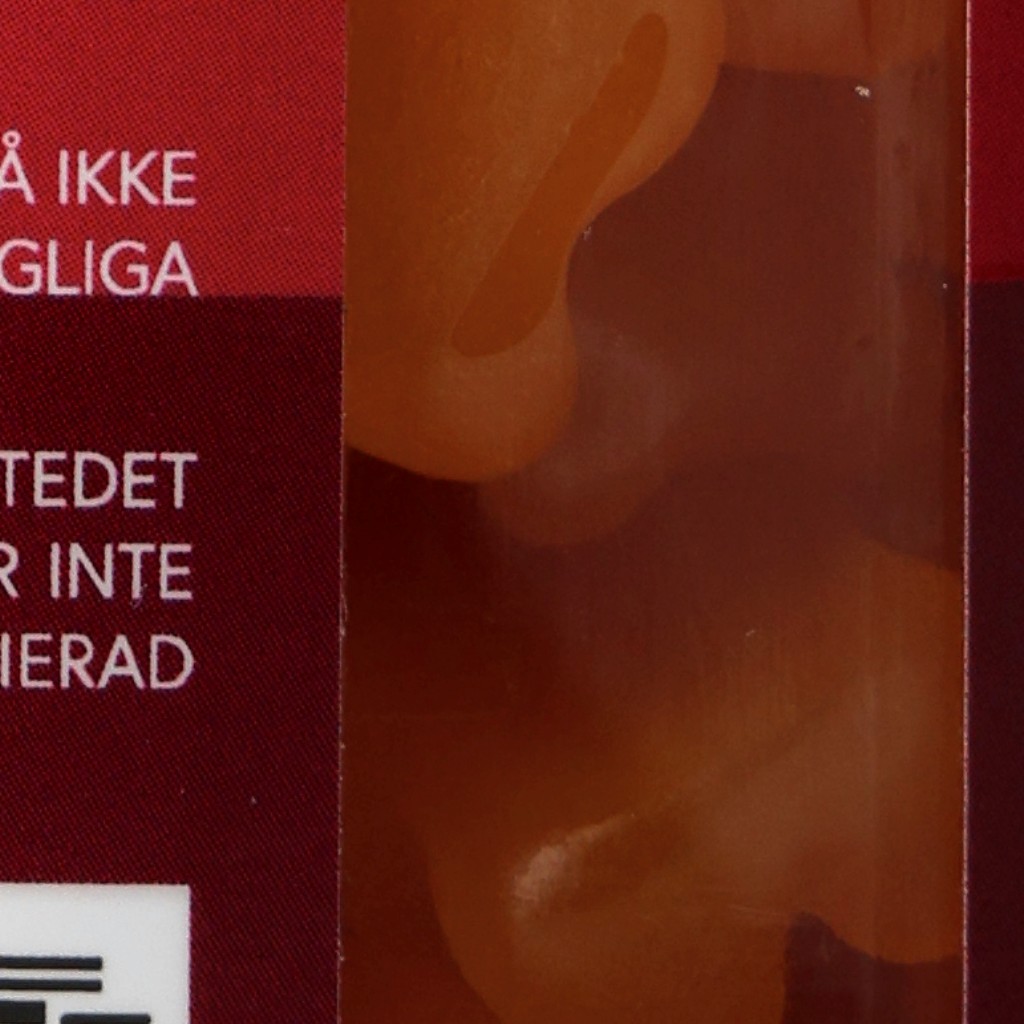 Å IKKE
GLIGA
TEDET
R INTE
IERAD